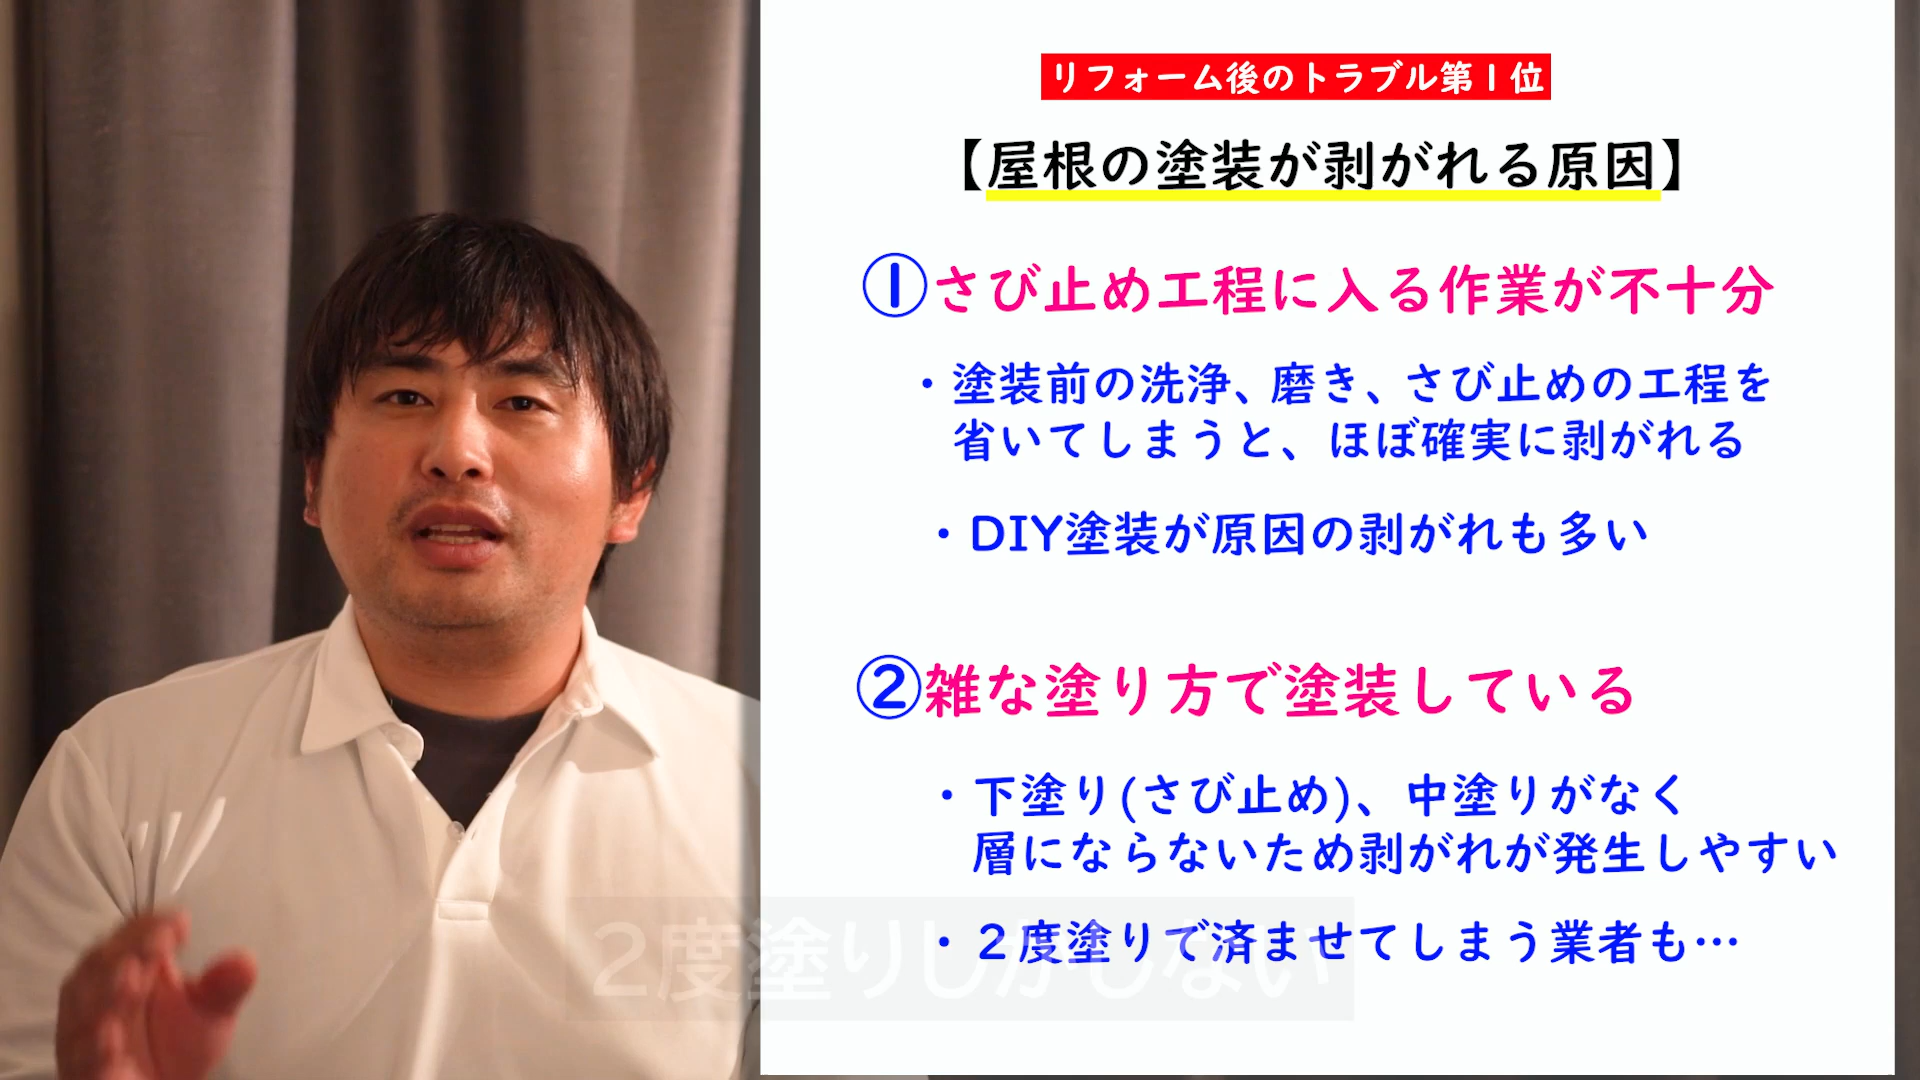 リフォーム後のトラブル第1位
【屋根の塗装が剥がれる原因】
①さび止め工程に入る作業が不十分
・塗装前の洗浄、磨き、さび止めの工程を
省いてしまうと、ほぼ確実に剥がれる
・DIY塗装が原因の剥がれも多い
②雑な塗り方で塗装している
・下塗り(さび止め)、中塗りがなく
層にならないため剥がれが発生しやすい
・2度塗りで済ませてしまう業者も…
2度塗りしかしない